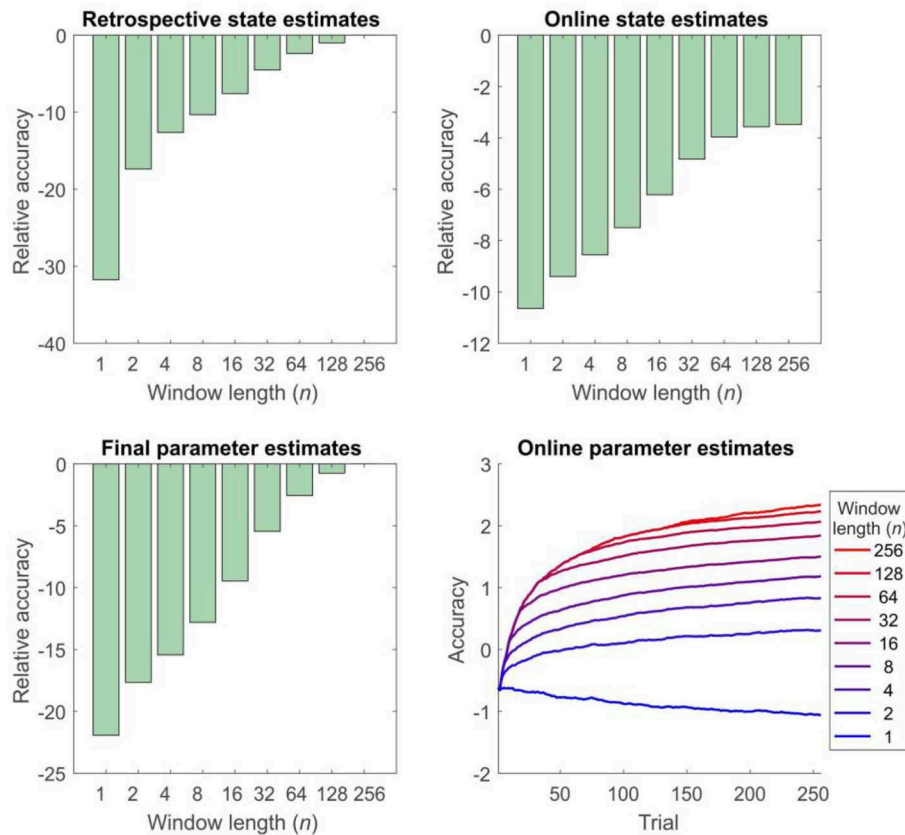 Retrospective state estimates
0
-10
-20
-30
-40
Relative accuracy
1 2 4 8 16 32 64 128 256
Window length (n)
Online state estimates
0
-2
-4
-6
-8
-10
-12
Relative accuracy
1 2 4 8 16 32 64 128 256
Window length (n)
Final parameter estimates
0
-5
-10
-15
-20
-25
Relative accuracy
1 2 4 8 16 32 64 128 256
Window length (n)
Online parameter estimates
3
2
1
0
-1
-2
Accuracy
50 100 150 200 250
Trial
Window
length (n)
256
128
64
32
16
8
4
2
1